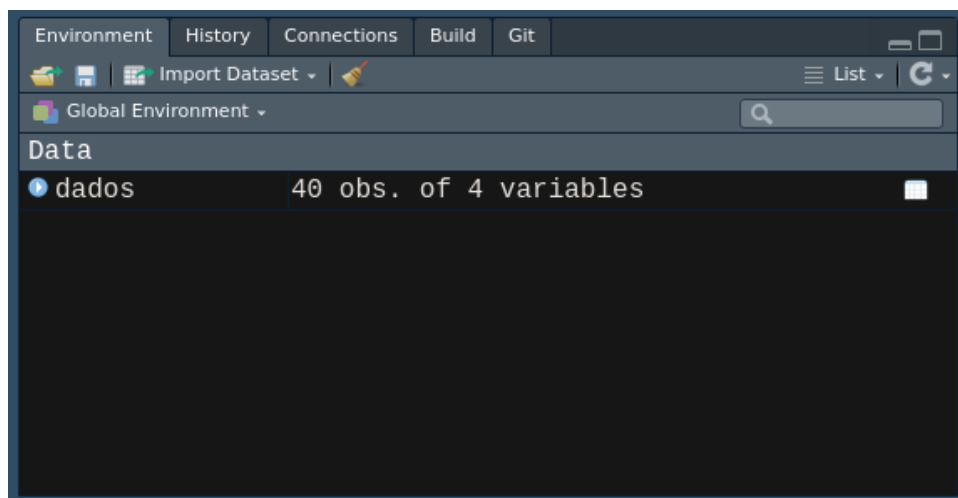 Environment History Connections Build Git
Import Dataset List
Global Environment
Data
dados 40 obs. of 4 variables